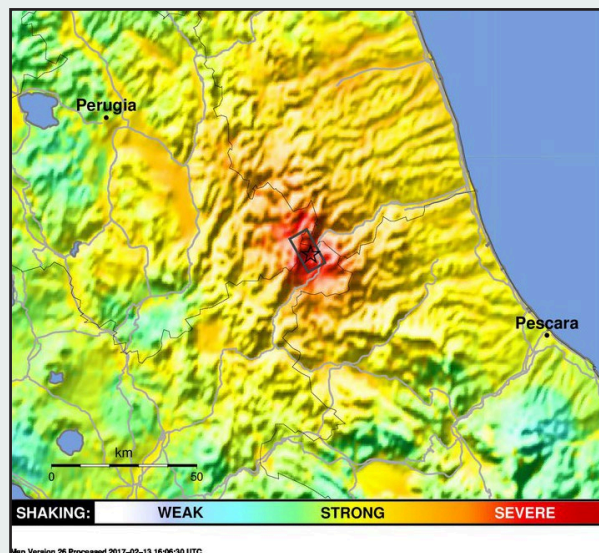 Perugia
Pescara
km
0 50
SHAKING: WEAK STRONG SEVERE
Map Version 26 Processed 2017-02-13 16:06:30 UTC